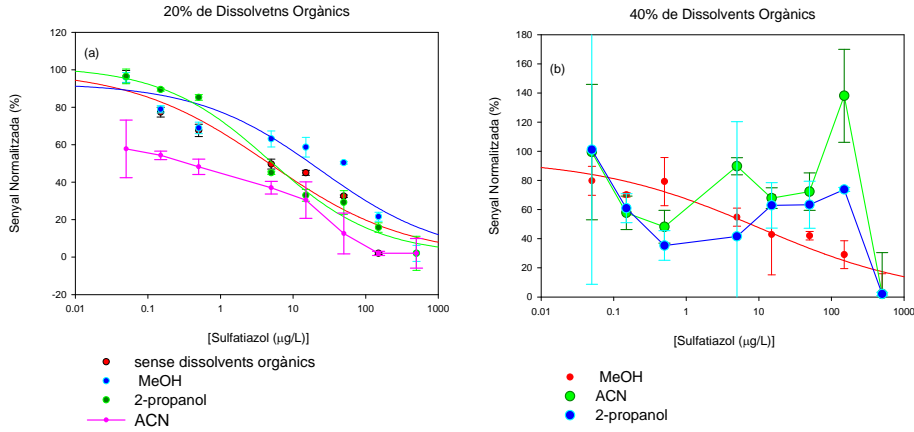 20% de Dissolvetns Orgànics
(a)
Senyal Normalitzada (%)
120
100
80
60
40
20
0
-20
0.01 0.1 1 10 100 1000
[Sulfatiazol (μg/L)]
sense dissolvents orgànics
MeOH
2-propanol
ACN
40% de Dissolvents Orgànics
(b)
Senyal Normalitzada (%)
180
160
140
120
100
80
60
40
20
0
0.01 0.1 1 10 100 1000
[Sulfatiazol (μg/L)]
MeOH
ACN
2-propanol